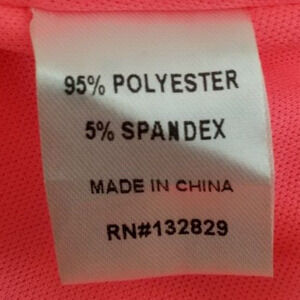 95% POLYESTER
5% SPANDEX
MADE IN CHINA
RN#132829